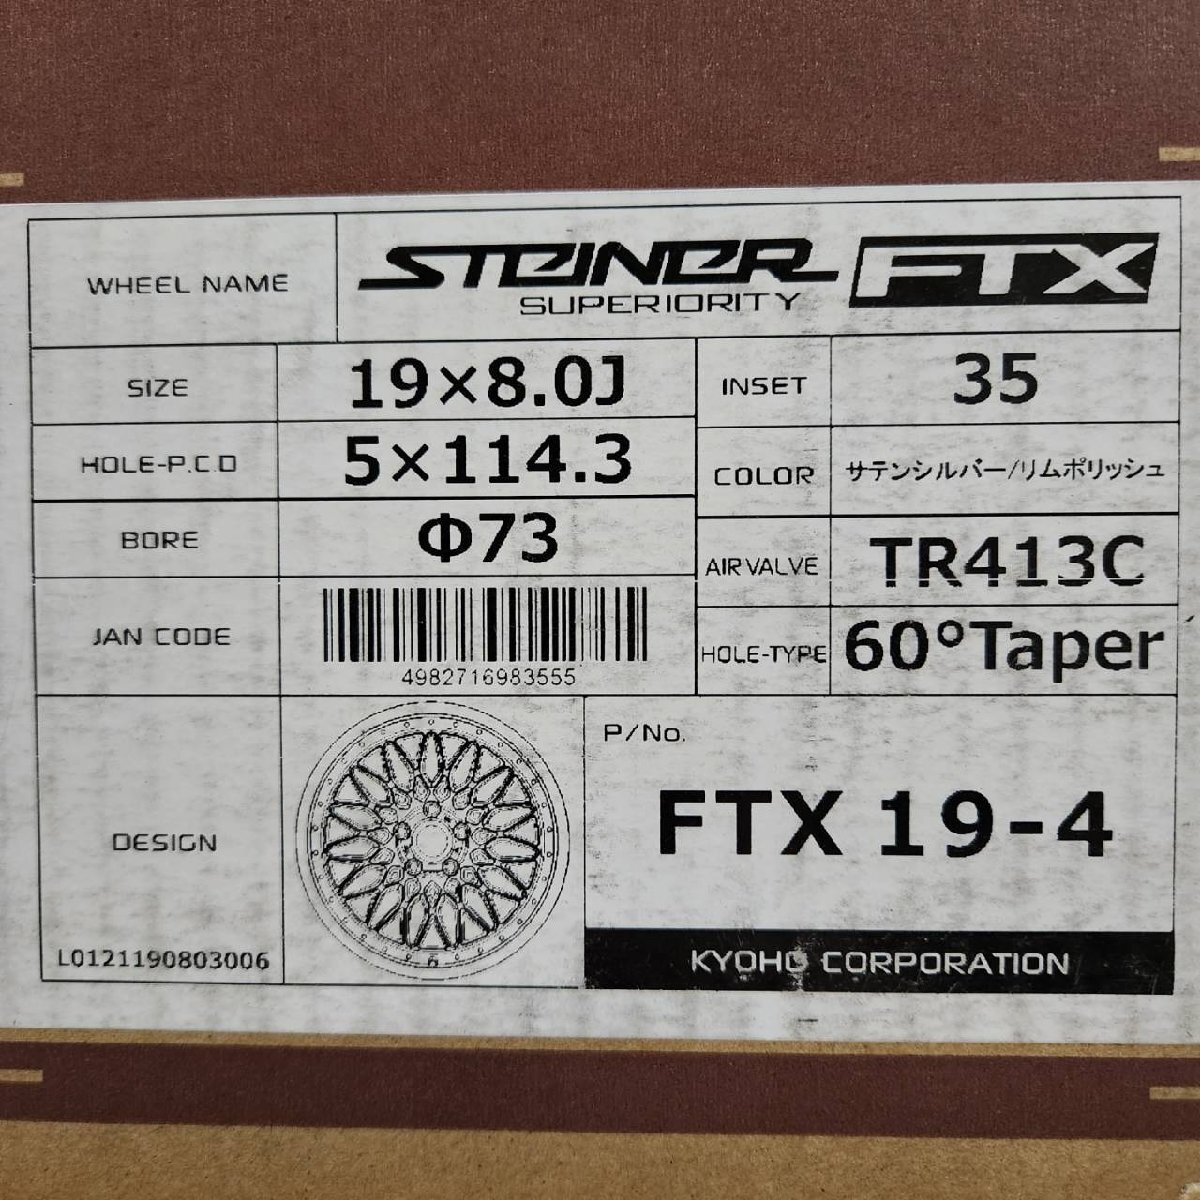 WHEEL NAME
STEINER FTX
SUPERIORITY
SIZE
19×8.0J
INSET
35
HOLE-P.C.D
5×114.3
COLOR
サテンシルバー/リムポリッシュ
BORE
Φ73
AIR VALVE
TR413C
JAN CODE
4982716983555
HOLE-TYPE
60°Taper
DESIGN
L0121190803006
P/No.
FTX 19-4
KYOHO CORPORATION